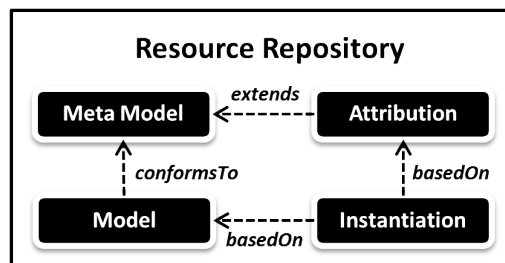 Resource Repository
extends
Meta Model
Attribution
conformsTo
basedOn
Model
Instantiation
basedOn